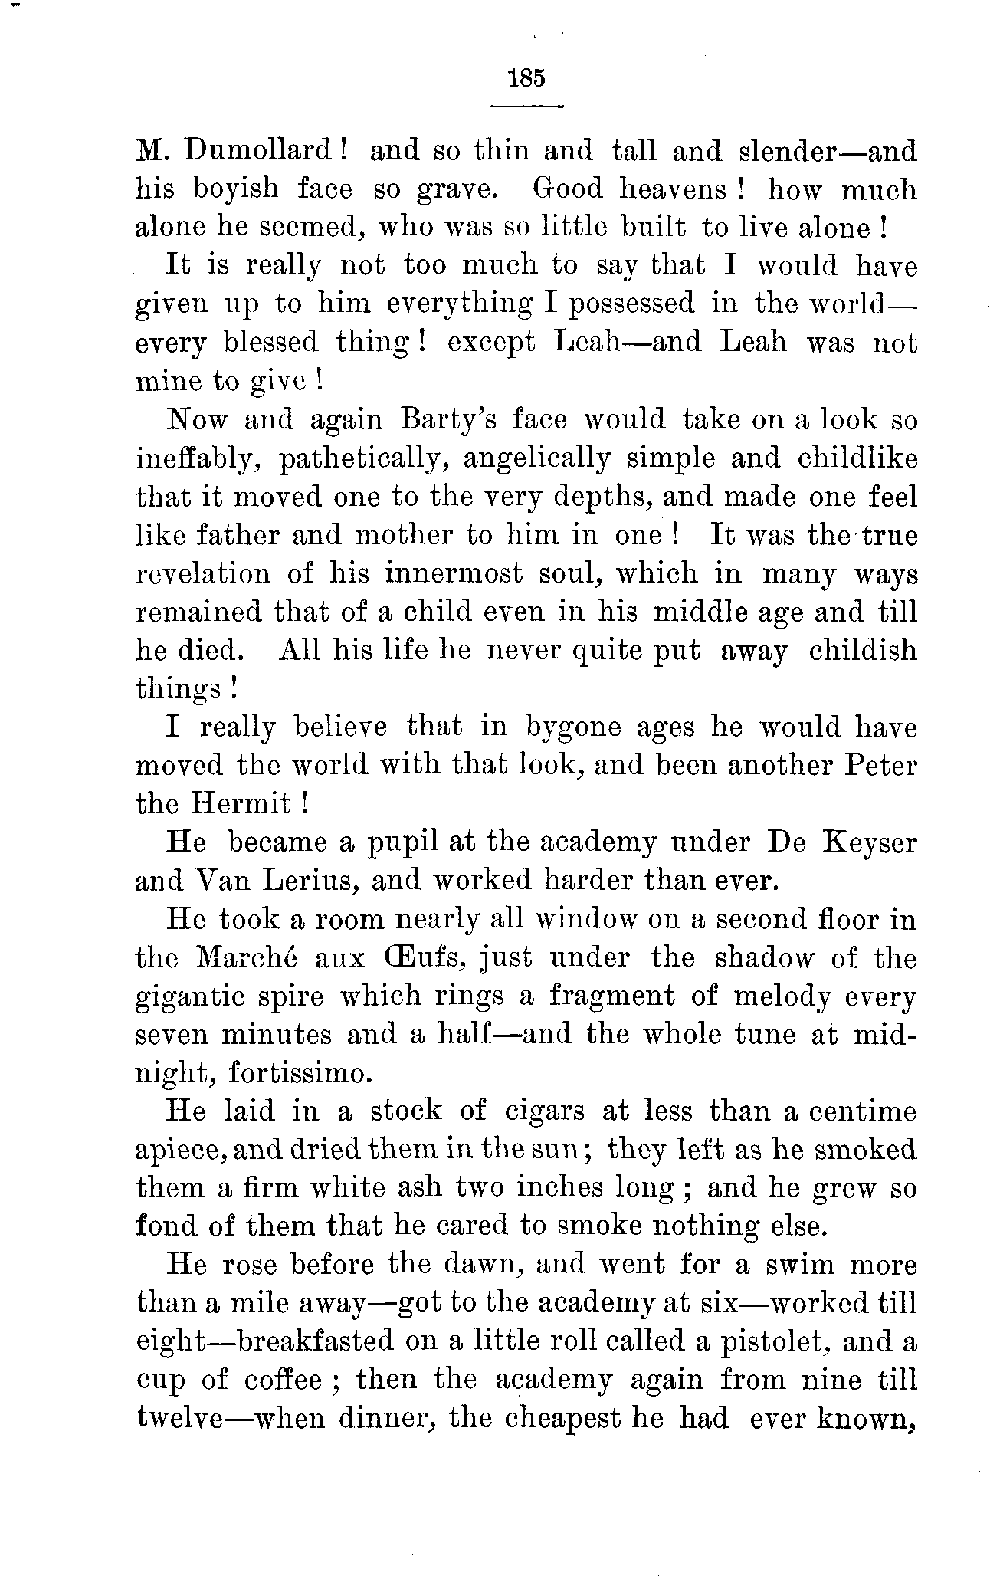 185
M. Dumollard! and so thin and tall and slender—and
his boyish face so grave. Good heavens! how much
alone he seemed, who was so little built to live alone!
It is really not too much to say that I would have
given up to him everything I possessed in the world—
every blessed thing! except Leah—and Leah was not
mine to give!
Now and again Barty's face would take on a look so
ineffably, pathetically, angelically simple and childlike
that it moved one to the very depths, and made one feel
like father and mother to him in one! It was the true
revelation of his innermost soul, which in many ways
remained that of a child even in his middle age and till
he died. All his life he never quite put away childish
things!
I really believe that in bygone ages he would have
moved the world with that look, and been another Peter
the Hermit!
He became a pupil at the academy under De Keyser
and Van Lerius, and worked harder than ever.
He took a room nearly all window on a second floor in
the Marché aux Œufs, just under the shadow of the
gigantic spire which rings a fragment of melody every
seven minutes and a half—and the whole tune at mid-
night, fortissimo.
He laid in a stock of cigars at less than a centime
apiece, and dried them in the sun; they left as he smoked
them a firm white ash two inches long; and he grew so
fond of them that he cared to smoke nothing else.
He rose before the dawn, and went for a swim more
than a mile away—got to the academy at six—worked till
eight—breakfasted on a little roll called a pistolet, and a
cup of coffee; then the academy again from nine till
twelve—when dinner, the cheapest he had ever known,